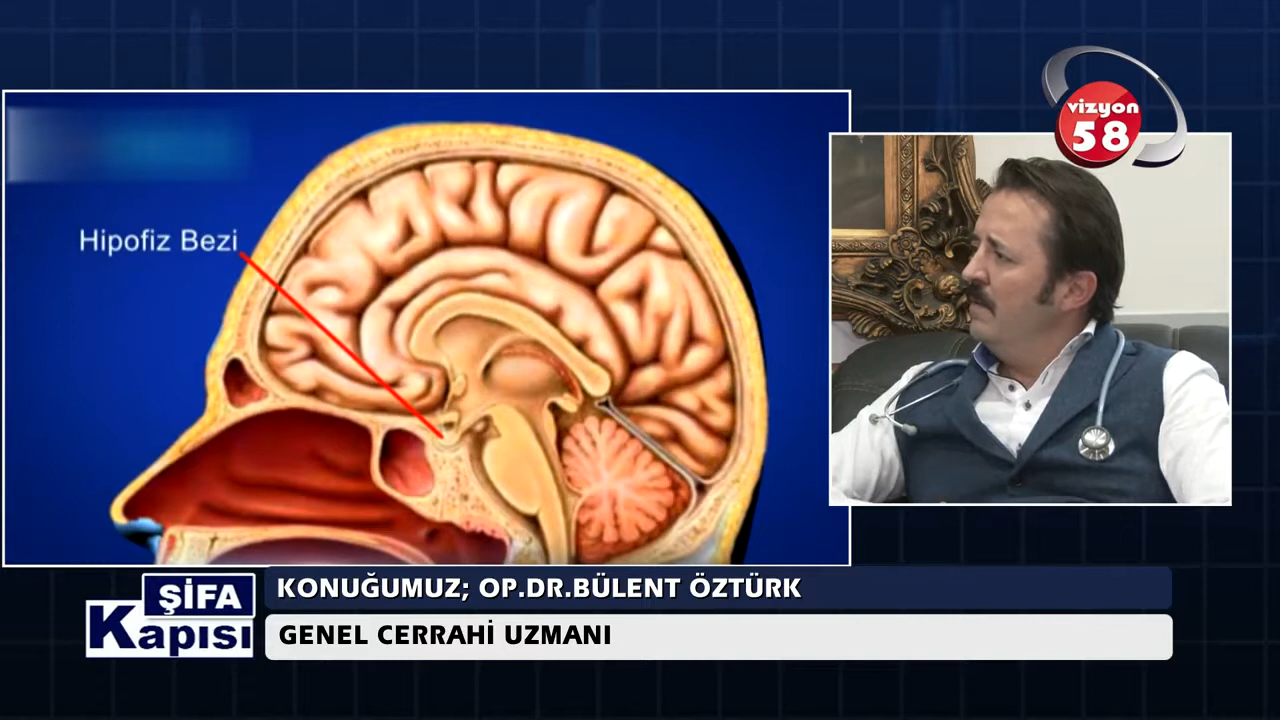 vizyon
58
Hipofiz Bezi
ŞİFA
Kapısı
KONUĞUMUZ; OP.DR.BÜLENT ÖZTÜRK
GENEL CERRAHİ UZMANI